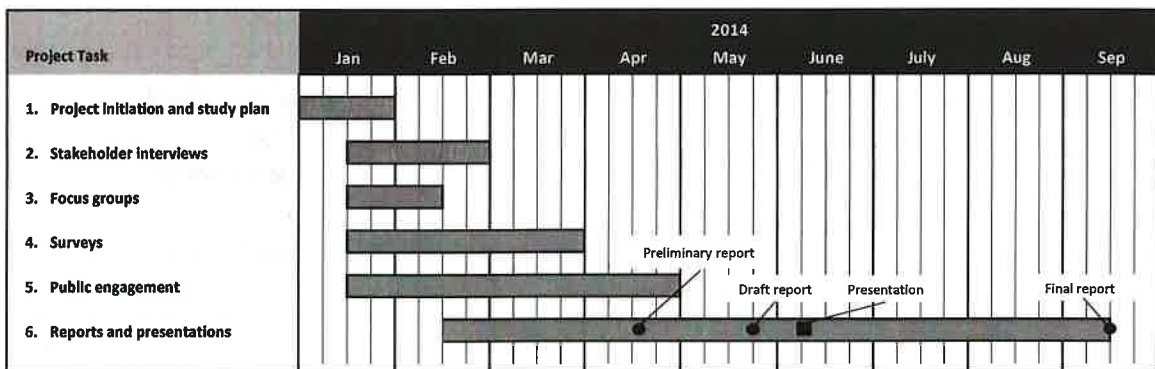 2014
Project Task
Jan Feb Mar Apr May June July Aug Sep
1. Project initiation and study plan
2. Stakeholder interviews
3. Focus groups
4. Surveys
Preliminary report
5. Public engagement
Draft report
Presentation
Final report
6. Reports and presentations